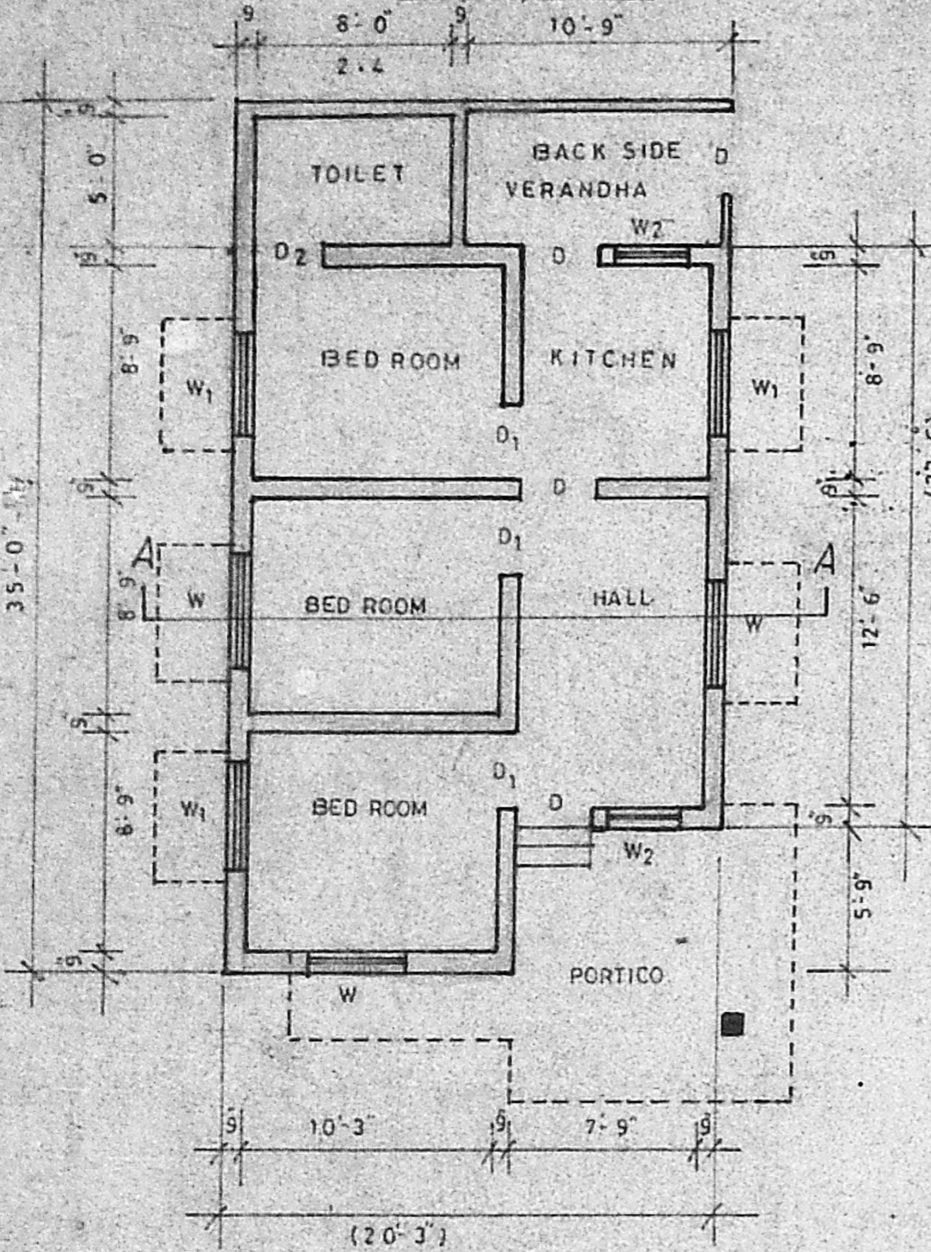 9" 8'-0" 9" 10'-9"
2.4
9"
BACK SIDE D
TOILET
VERANDHA
5'-0"
W2
9" D2 D 9"
8'-9" BED ROOM KITCHEN 8'-9"
W1 W1
D1
9" D 9"
35'-0"
D1
A A
8'-9" W BED ROOM HALL 12'-6"
W
9"
D1 D
8'-9" W1 BED ROOM 9"
W2
5'-9"
9" PORTICO
W
9" 10'-3" 9" 7'-9" 9"
(20'-3")